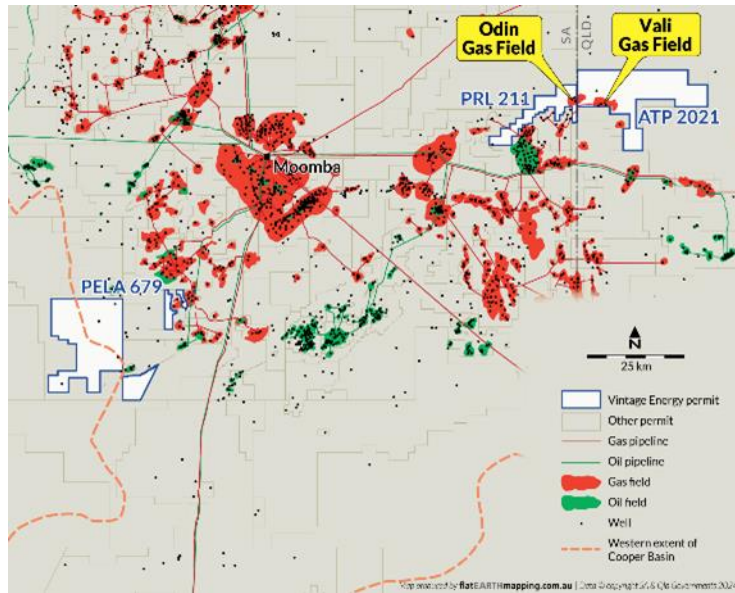 Odin
Gas Field
SA
QLD
Vali
Gas Field
PRL 211
ATP 2021
Moomba
PELA 679
N
25 km
Vintage Energy permit
Other permit
Gas pipeline
Oil pipeline
Gas field
Oil field
Well
Western extent of
Cooper Basin
Map produced by flatEARTHmapping.com.au | Data © copyright SA & Qld Governments 2024